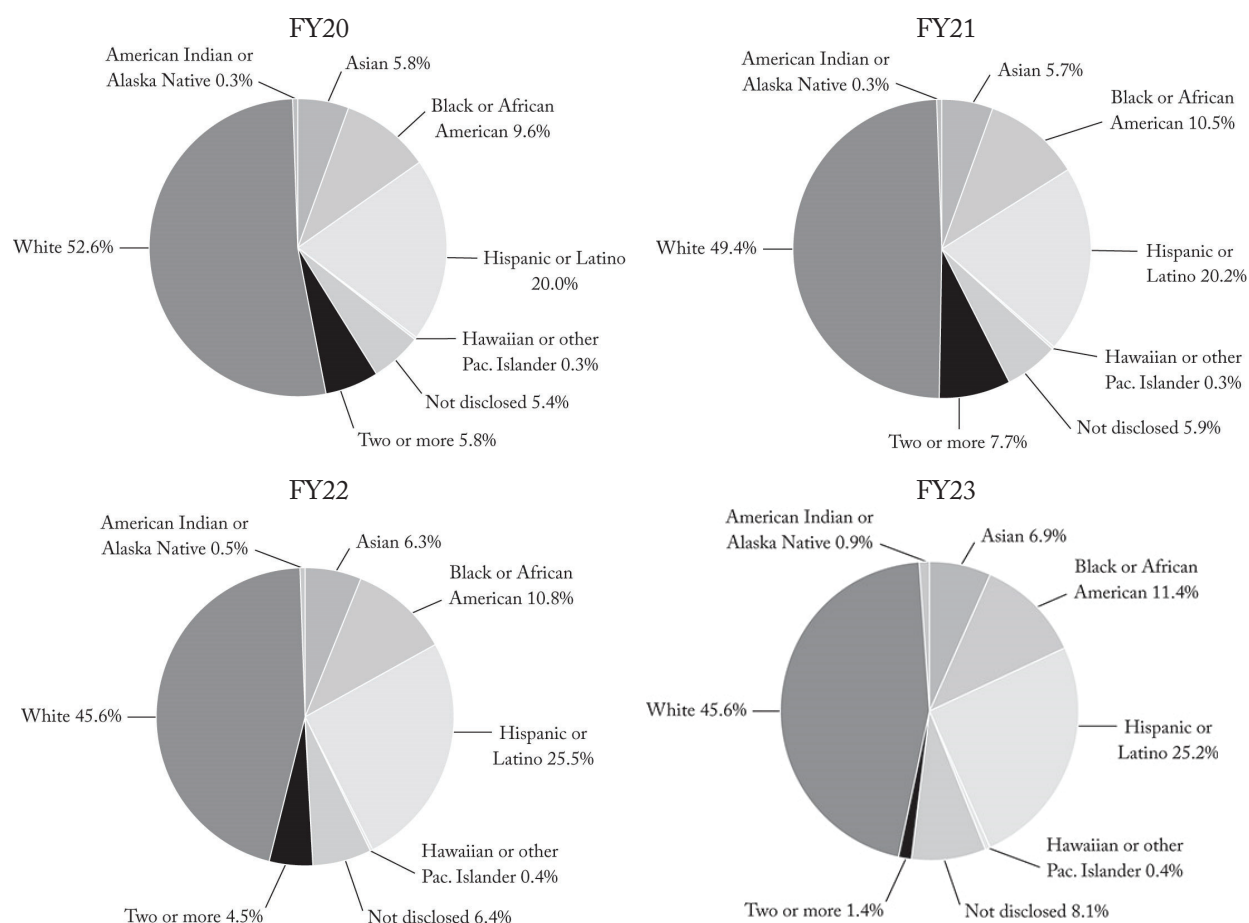 FY20
American Indian or
Alaska Native 0.3%
Asian 5.8%
Black or African
American 9.6%
White 52.6%
Hispanic or Latino
20.0%
Hawaiian or other
Pac. Islander 0.3%
Not disclosed 5.4%
Two or more 5.8%
FY21
American Indian or
Alaska Native 0.3%
Asian 5.7%
Black or African
American 10.5%
White 49.4%
Hispanic or
Latino 20.2%
Hawaiian or other
Pac. Islander 0.3%
Not disclosed 5.9%
Two or more 7.7%
FY22
American Indian or
Alaska Native 0.5%
Asian 6.3%
Black or African
American 10.8%
White 45.6%
Hispanic or
Latino 25.5%
Hawaiian or other
Pac. Islander 0.4%
Two or more 4.5%
Not disclosed 6.4%
FY23
American Indian or
Alaska Native 0.9%
Asian 6.9%
Black or African
American 11.4%
White 45.6%
Hispanic or
Latino 25.2%
Hawaiian or other
Pac. Islander 0.4%
Two or more 1.4%
Not disclosed 8.1%